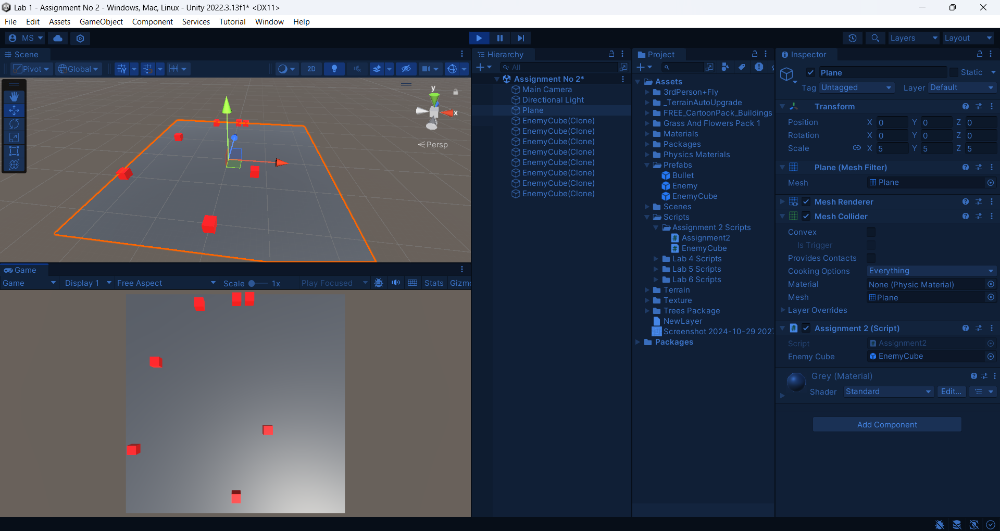 Lab 1 - Assignment No 2 - Windows, Mac, Linux - Unity 2022.3.13f1* <DX11>
File Edit Assets GameObject Component Services Tutorial Window Help
MS
Layers
Layout
Scene
Pivot
Global
2D
y
x
Persp
Game
Game
Display 1
Free Aspect
Scale
1x
Play Focused
Stats
Gizmo
Hierarchy
All
Assignment No 2*
Main Camera
Directional Light
Plane
EnemyCube(Clone)
EnemyCube(Clone)
EnemyCube(Clone)
EnemyCube(Clone)
EnemyCube(Clone)
EnemyCube(Clone)
EnemyCube(Clone)
EnemyCube(Clone)
Project
Assets
3rdPerson+Fly
_TerrainAutoUpgrade
FREE_CartoonPack_Buildings
Grass And Flowers Pack 1
Materials
Packages
Physics Materials
Prefabs
Bullet
Enemy
EnemyCube
Scenes
Scripts
Assignment 2 Scripts
Assignment2
EnemyCube
Lab 4 Scripts
Lab 5 Scripts
Lab 6 Scripts
Terrain
Texture
Trees Package
NewLayer
Screenshot 2024-10-29 202
Packages
Inspector
Plane
Static
Tag Untagged
Layer Default
Transform
Position X 0 Y 0 Z 0
Rotation X 0 Y 0 Z 0
Scale X 5 Y 5 Z 5
Plane (Mesh Filter)
Mesh Plane
Mesh Renderer
Mesh Collider
Convex
Is Trigger
Provides Contacts
Cooking Options Everything
Material None (Physic Material)
Mesh Plane
Layer Overrides
Assignment 2 (Script)
Script Assignment2
Enemy Cube EnemyCube
Grey (Material)
Shader Standard Edit...
Add Component